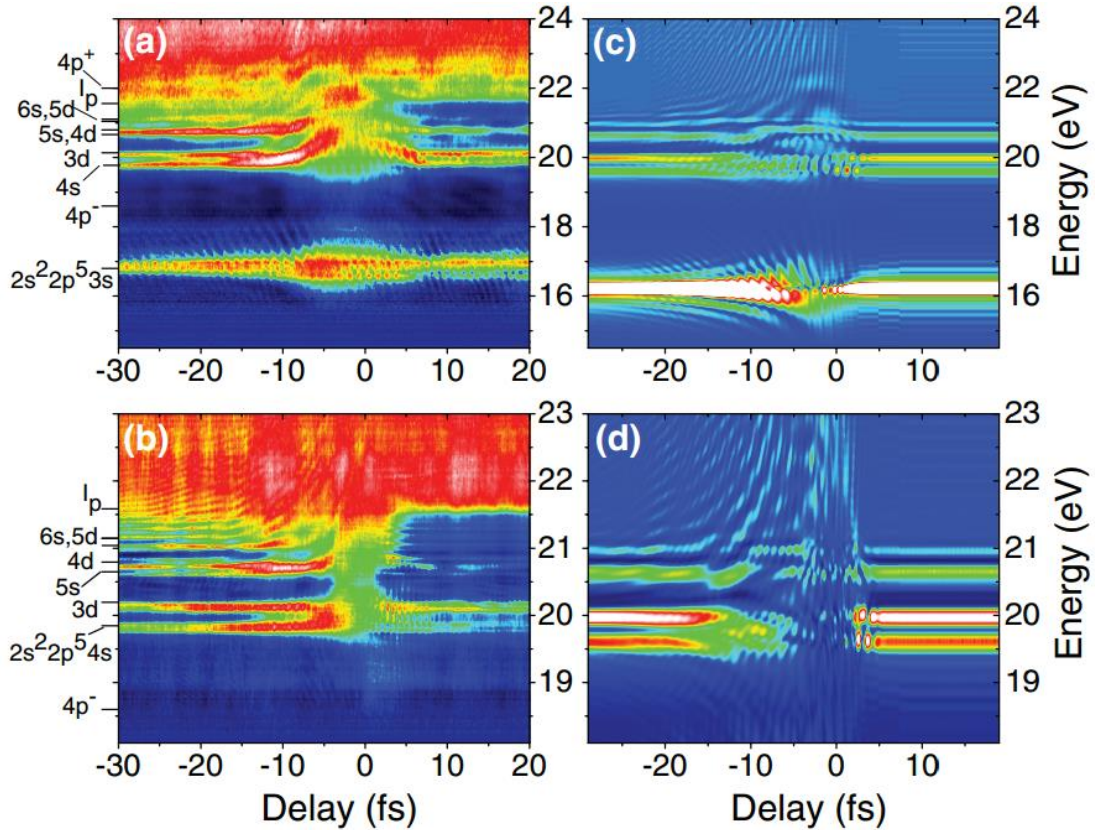 (a)
4p⁺
Iₚ
6s,5d
5s,4d
3d
4s
4p⁻
2s²2p⁵3s
24
22
20
18
16
-30 -20 -10 0 10 20
(c)
24
22
20
18
16
Energy (eV)
-20 -10 0 10
(b)
Iₚ
6s,5d
4d
5s
3d
2s²2p⁵4s
4p⁻
23
22
21
20
19
-30 -20 -10 0 10 20
Delay (fs)
(d)
23
22
21
20
19
Energy (eV)
-20 -10 0 10
Delay (fs)